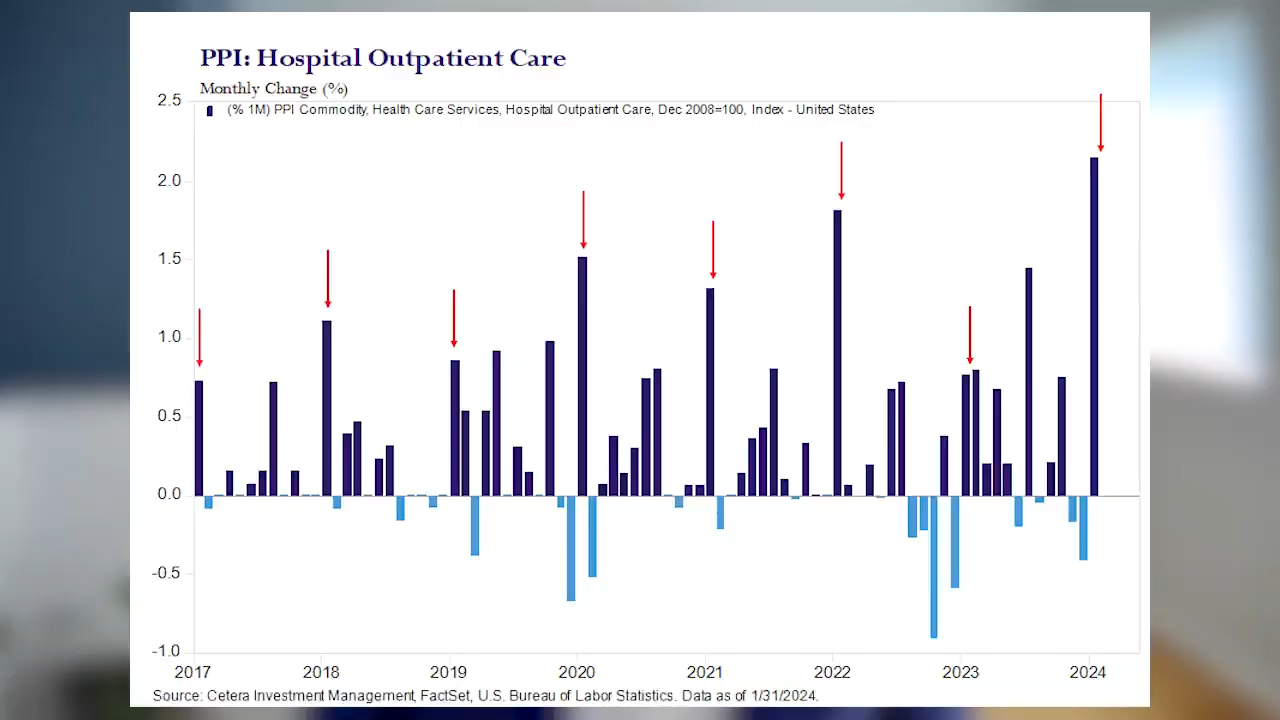 PPI: Hospital Outpatient Care
Monthly Change (%)
(% 1M) PPI Commodity, Health Care Services, Hospital Outpatient Care, Dec 2008=100, Index - United States
2.5
2.0
1.5
1.0
0.5
0.0
-0.5
-1.0
2017 2018 2019 2020 2021 2022 2023 2024
Source: Cetera Investment Management, FactSet, U.S. Bureau of Labor Statistics. Data as of 1/31/2024.